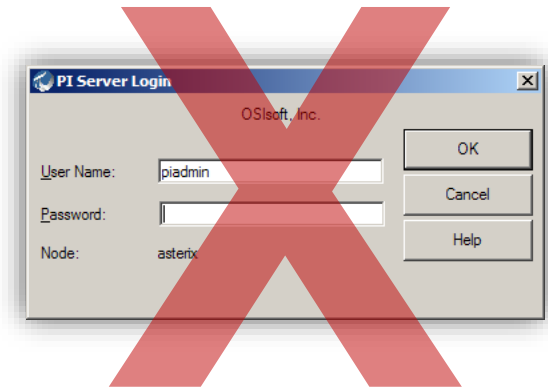 PI Server Login
OSIsoft, Inc.
User Name: piadmin
OK
Password:
Cancel
Node: asterix
Help